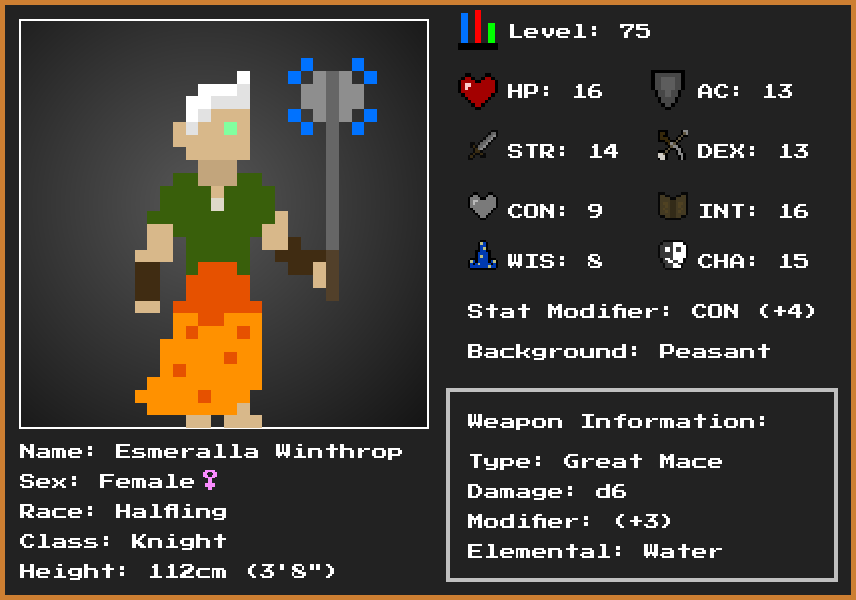 Level: 75
HP: 16
AC: 13
STR: 14
DEX: 13
CON: 9
INT: 16
WIS: 8
CHA: 15
Stat Modifier: CON (+4)
Background: Peasant
Weapon Information:
Type: Great Mace
Damage: d6
Modifier: (+3)
Elemental: Water
Name: Esmeralla Winthrop
Sex: Female♀
Race: Halfling
Class: Knight
Height: 112cm (3'8")